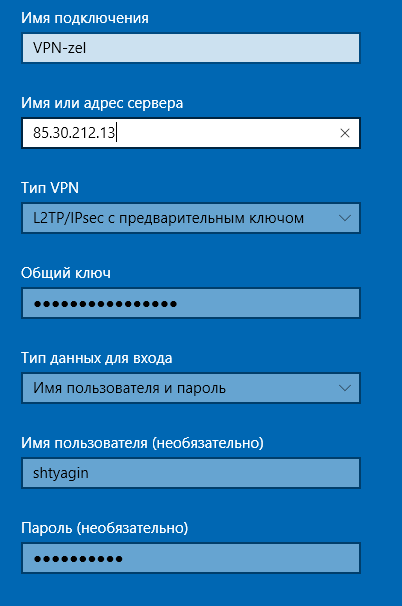 Имя подключения
VPN-zel
Имя или адрес сервера
85.30.212.13
Тип VPN
L2TP/IPsec с предварительным ключом
Общий ключ
●●●●●●●●●●●●●●●●
Тип данных для входа
Имя пользователя и пароль
Имя пользователя (необязательно)
shtyagin
Пароль (необязательно)
●●●●●●●●●●